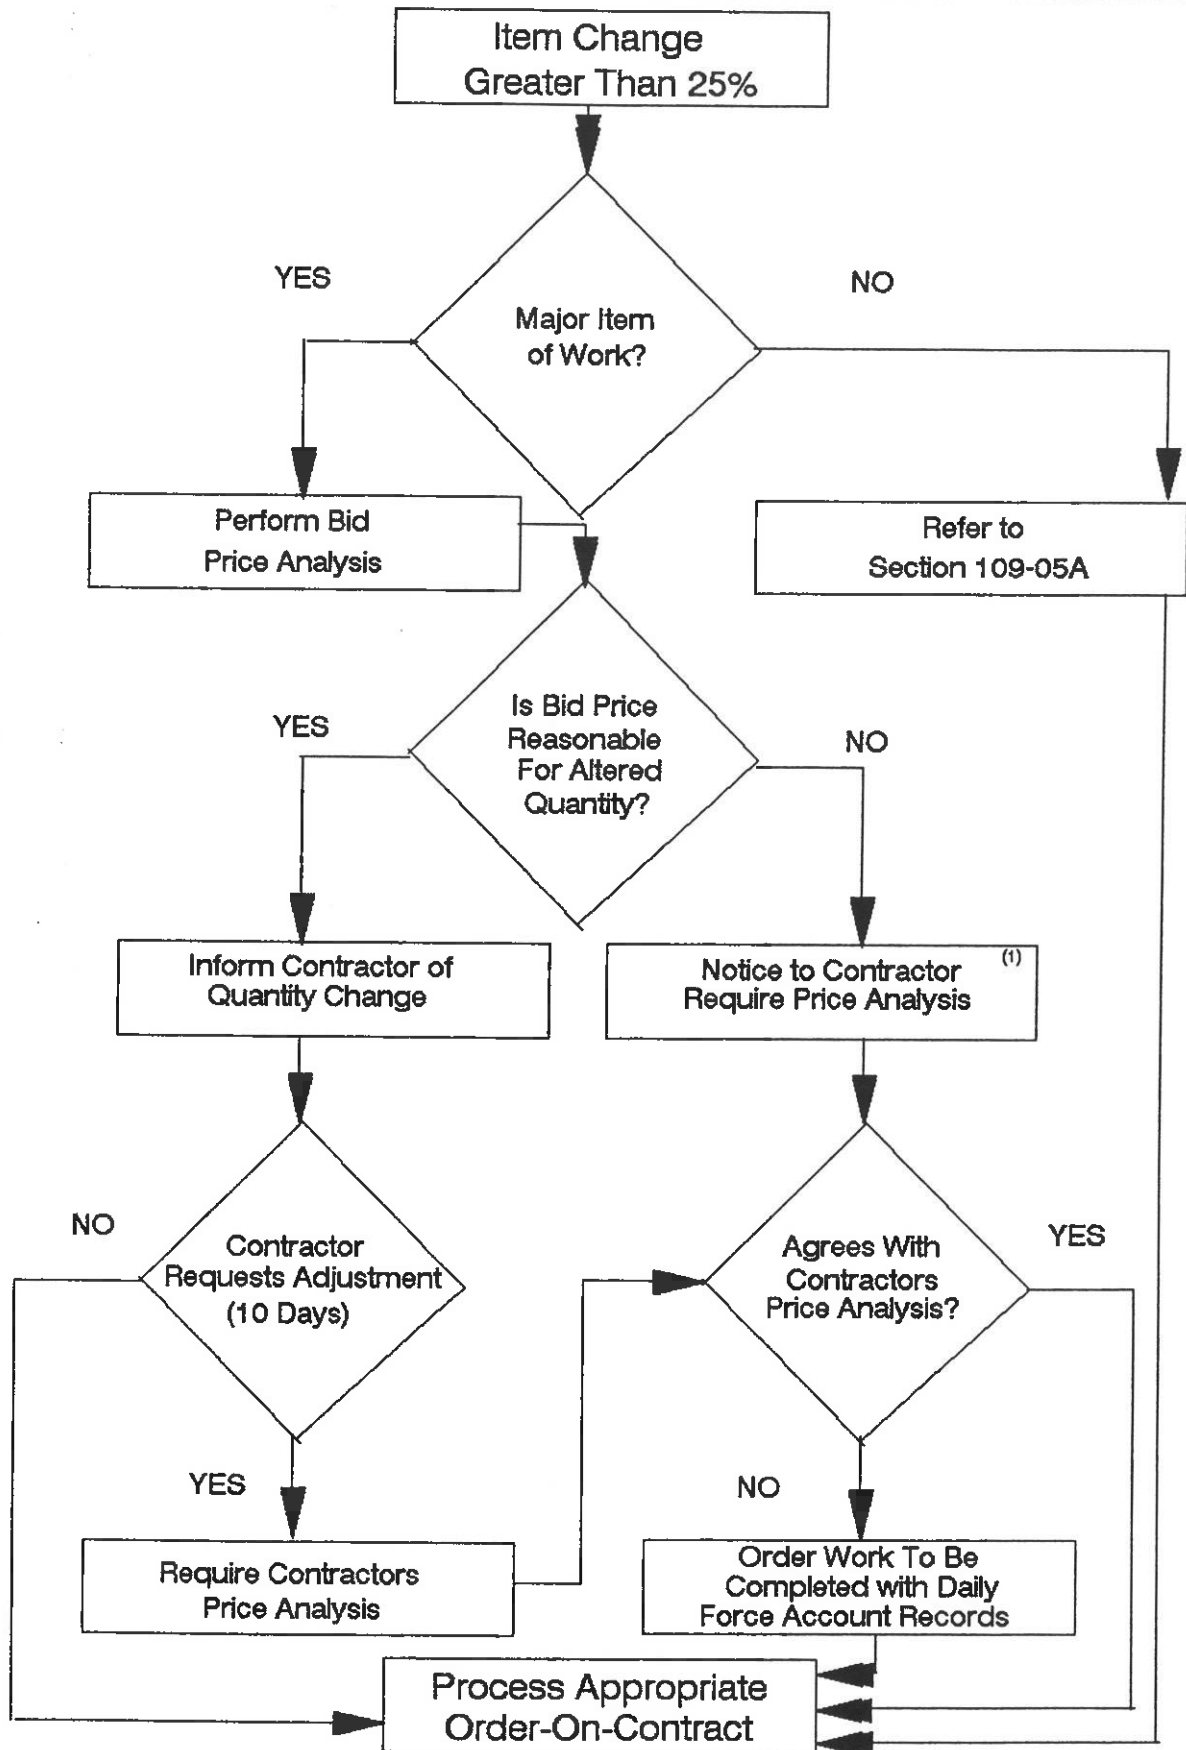 Item Change
Greater Than 25%
YES
NO
Major Item
of Work?
Perform Bid
Price Analysis
Refer to
Section 109-05A
YES
NO
Is Bid Price
Reasonable
For Altered
Quantity?
Inform Contractor of
Quantity Change
Notice to Contractor (1)
Require Price Analysis
NO
Contractor
Requests Adjustment
(10 Days)
Agrees With
Contractors
Price Analysis?
YES
YES
NO
Require Contractors
Price Analysis
Order Work To Be
Completed with Daily
Force Account Records
Process Appropriate
Order-On-Contract